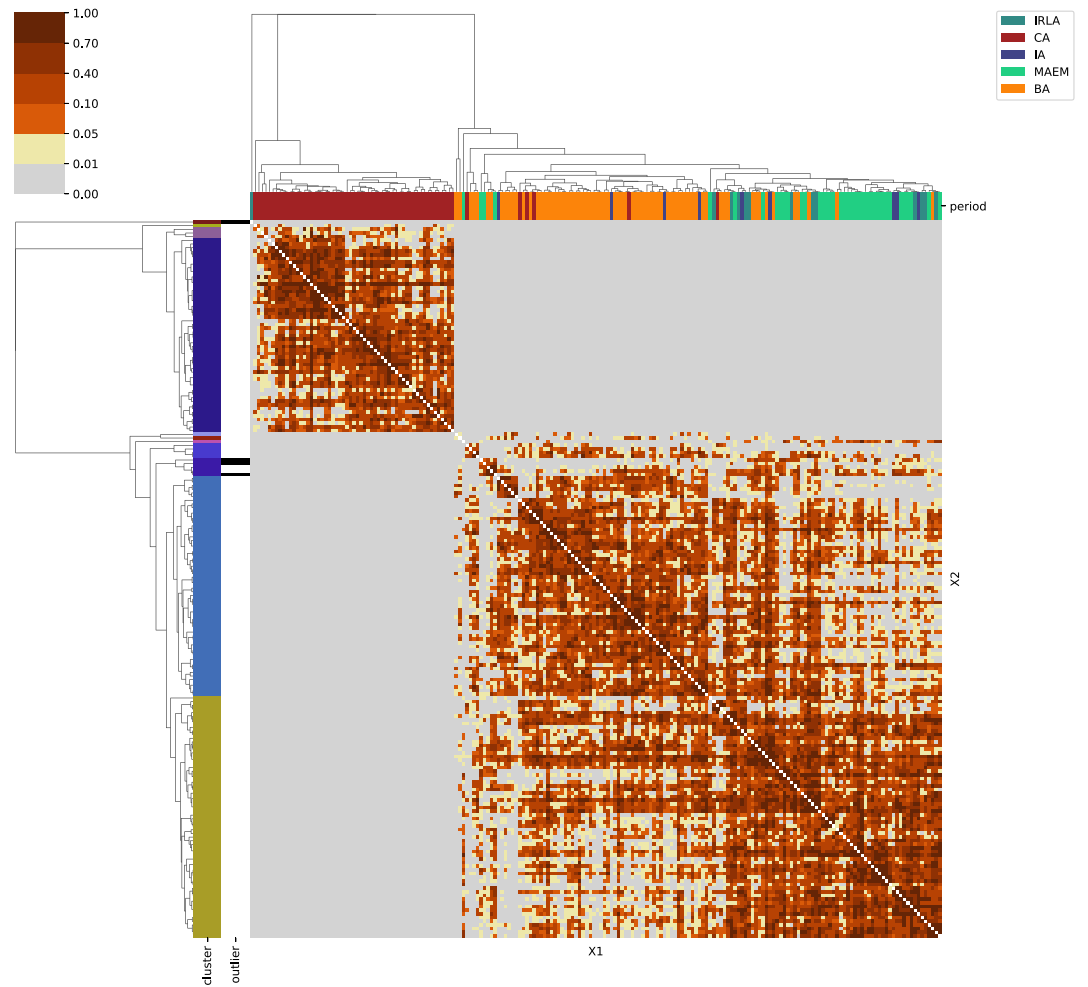 1.00
0.70
0.40
0.10
0.05
0.01
0.00
IRLA
CA
IA
MAEM
BA
period
X2
X1
cluster
outlier